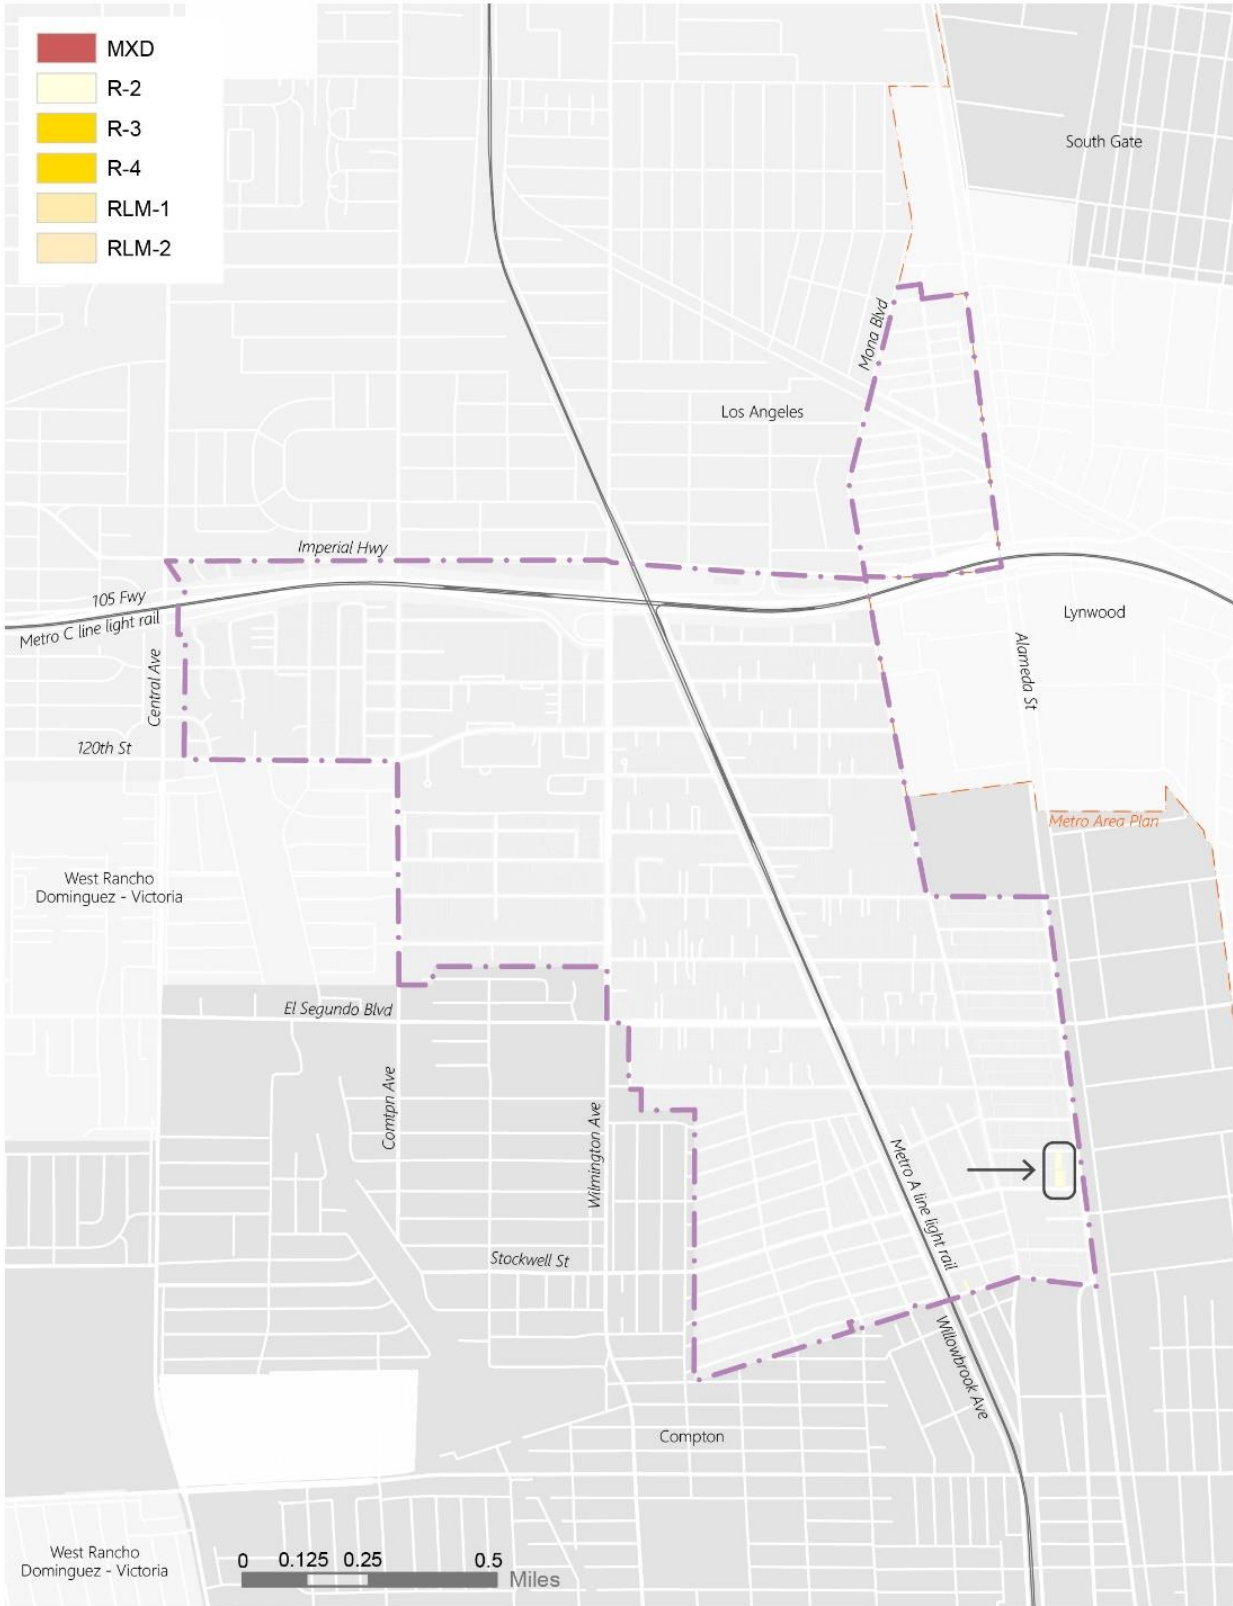 MXD
R-2
R-3
R-4
RLM-1
RLM-2
South Gate
Mona Blvd
Los Angeles
Imperial Hwy
105 Fwy
Metro C line light rail
Lynwood
Alameda St
Central Ave
120th St
Metro Area Plan
West Rancho
Dominguez - Victoria
El Segundo Blvd
Comtpn Ave
Wilmington Ave
Metro A line light rail
Stockwell St
Willowbrook Ave
Compton
West Rancho
Dominguez - Victoria
0 0.125 0.25 0.5
Miles